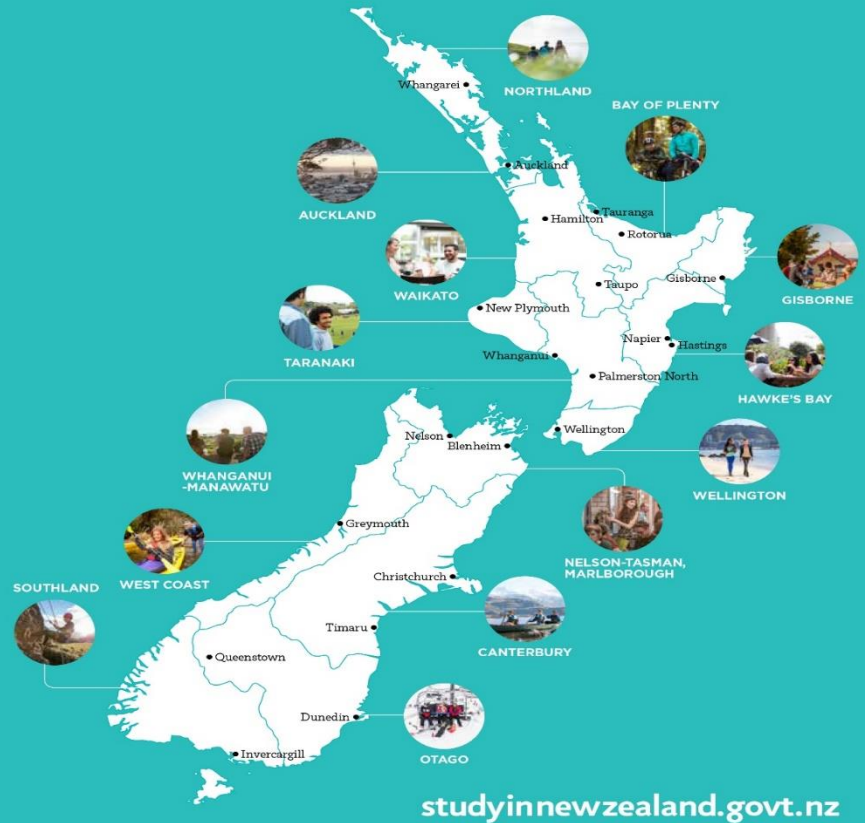 NORTHLAND
Whangarei
BAY OF PLENTY
Auckland
AUCKLAND
Tauranga
Hamilton
Rotorua
WAIKATO
Taupo
Gisborne
GISBORNE
New Plymouth
TARANAKI
Napier
Hastings
Whanganui
Palmerston North
HAWKE'S BAY
Wellington
WELLINGTON
Nelson
Blenheim
WHANGANUI
-MANAWATU
NELSON-TASMAN,
MARLBOROUGH
Greymouth
WEST COAST
Christchurch
SOUTHLAND
Timaru
CANTERBURY
Queenstown
Dunedin
OTAGO
Invercargill
studyinnewzealand.govt.nz